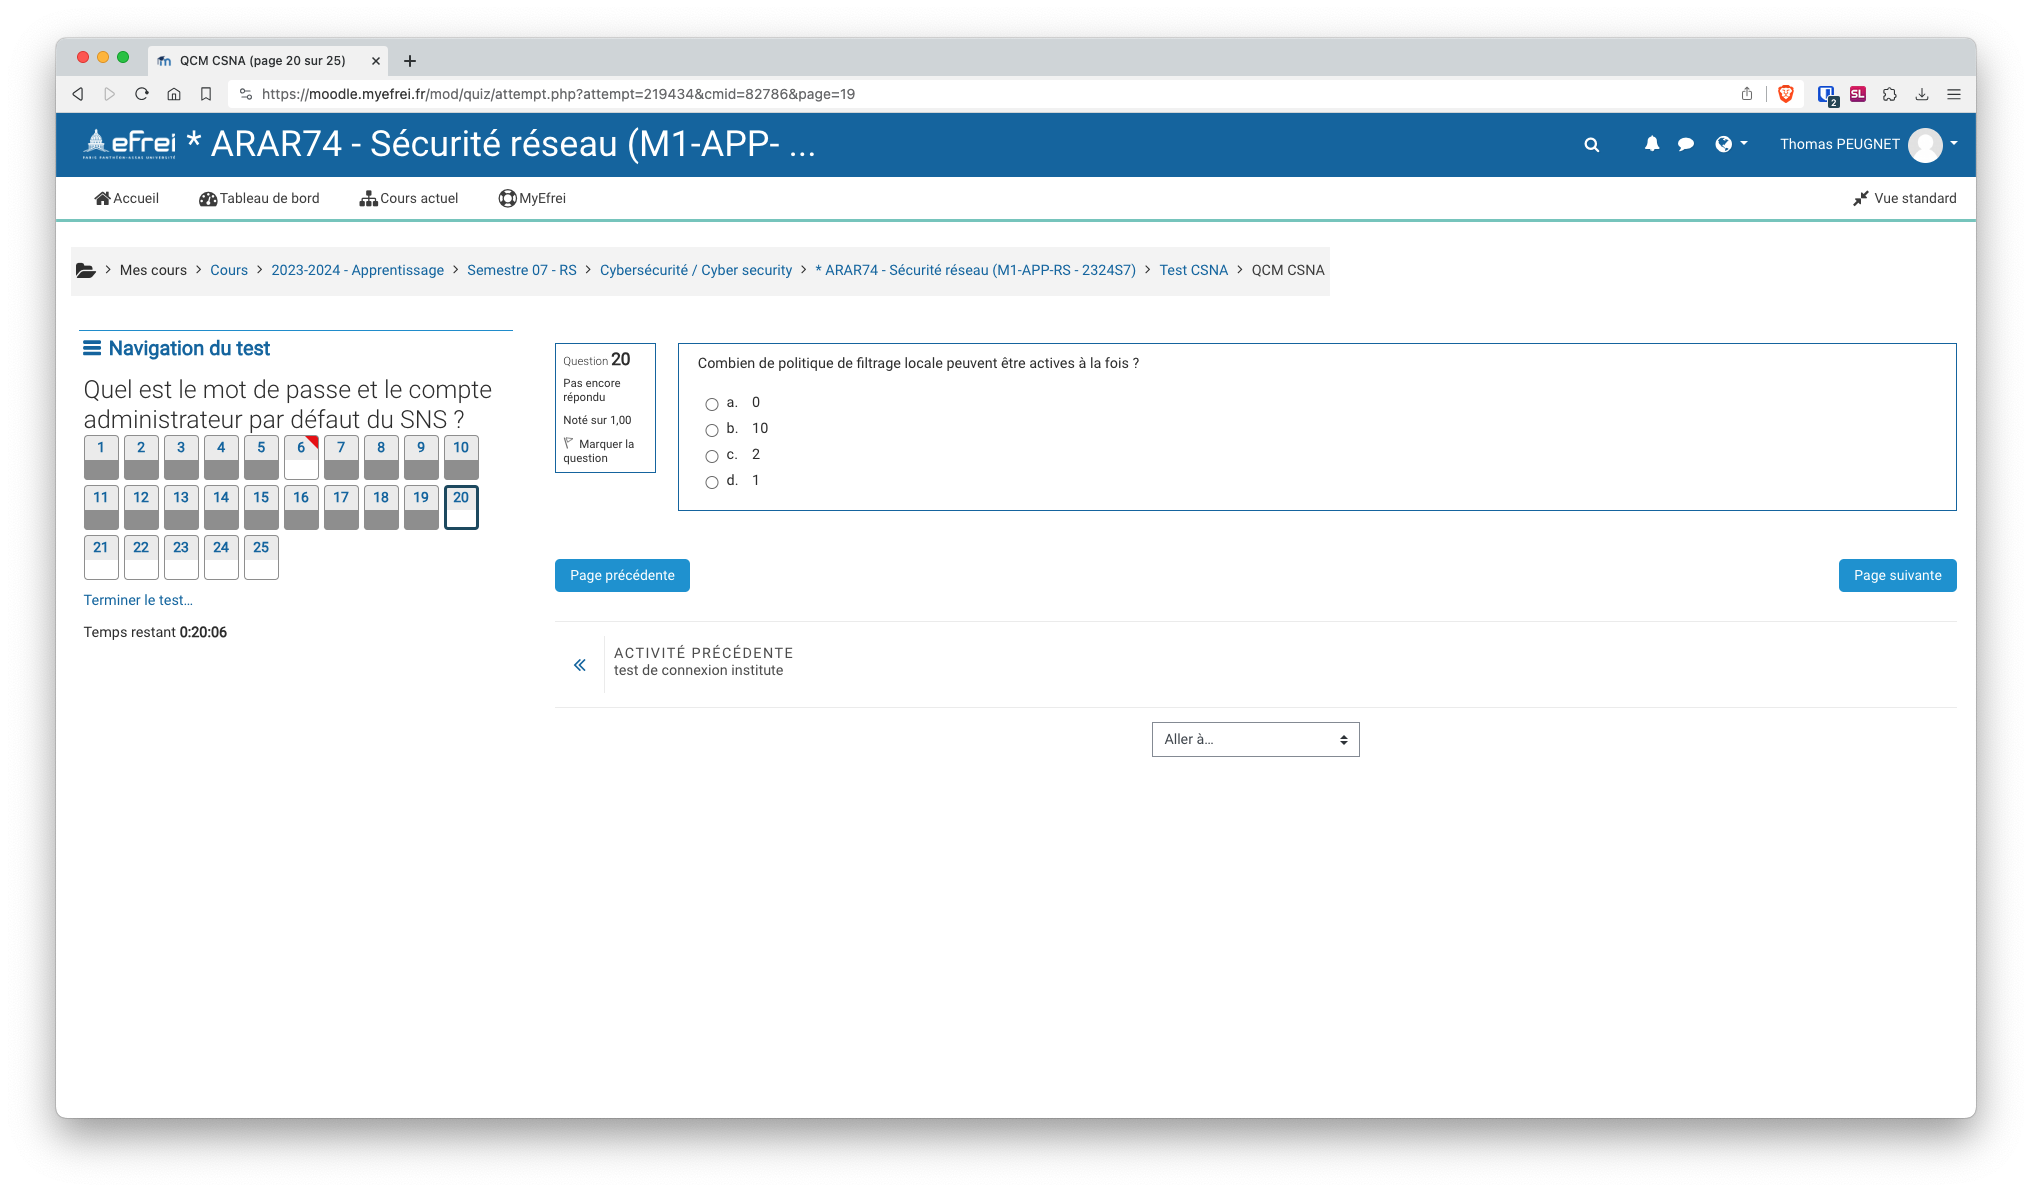 QCM CSNA (page 20 sur 25)
https://moodle.myefrei.fr/mod/quiz/attempt.php?attempt=219434&cmid=82786&page=19
2
SL
efrei
PARIS PANTHÉON-ASSAS UNIVERSITÉ
* ARAR74 - Sécurité réseau (M1-APP- ...
Thomas PEUGNET
Accueil
Tableau de bord
Cours actuel
MyEfrei
Vue standard
Mes cours > Cours > 2023-2024 - Apprentissage > Semestre 07 - RS > Cybersécurité / Cyber security > * ARAR74 - Sécurité réseau (M1-APP-RS - 2324S7) > Test CSNA > QCM CSNA
Navigation du test
Quel est le mot de passe et le compte
administrateur par défaut du SNS ?
1 2 3 4 5 6 7 8 9 10
11 12 13 14 15 16 17 18 19 20
21 22 23 24 25
Terminer le test…
Temps restant 0:20:06
Question 20
Pas encore
répondu
Noté sur 1,00
Marquer la
question
Combien de politique de filtrage locale peuvent être actives à la fois ?
a. 0
b. 10
c. 2
d. 1
Page précédente
Page suivante
ACTIVITÉ PRÉCÉDENTE
test de connexion institute
Aller à…